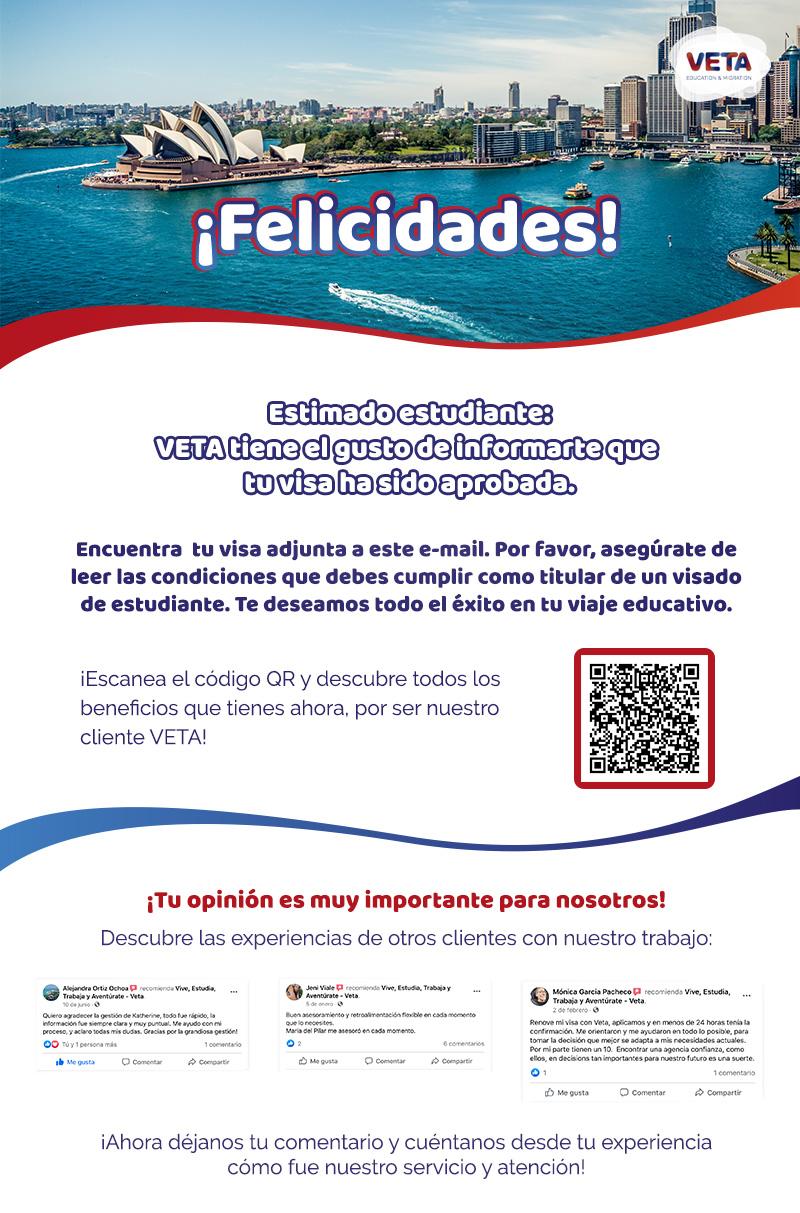 VETA
EDUCATION & MIGRATION
¡Felicidades!
Estimado estudiante:
VETA tiene el gusto de informarte que
tu visa ha sido aprobada.
Encuentra tu visa adjunta a este e-mail. Por favor, asegúrate de
leer las condiciones que debes cumplir como titular de un visado
de estudiante. Te deseamos todo el éxito en tu viaje educativo.
¡Escanea el código QR y descubre todos los
beneficios que tienes ahora, por ser nuestro
cliente VETA!
¡Tu opinión es muy importante para nosotros!
Descubre las experiencias de otros clientes con nuestro trabajo:
Alejandra Ortiz Ochoa recomienda Vive, Estudia,
Trabaja y Aventúrate - Veta.
10 de junio
Quiero agradecer la gestión de Katherine, todo fue rápido, la
información fue siempre clara y muy puntual. Me ayudo con mi
proceso, y aclaro todas mis dudas. Gracias por la grandiosa gestión!
Tú y 1 persona más 1 comentario
Me gusta Comentar Compartir
Jeni Viale recomienda Vive, Estudia, Trabaja y
Aventúrate - Veta.
5 de enero
Buen asesoramiento y retroalimentación flexible en cada momento
que lo necesites.
Maria del Pilar me asesoró en cada momento.
2 6 comentarios
Me gusta Comentar Compartir
Mónica García Pacheco recomienda Vive, Estudia,
Trabaja y Aventúrate - Veta.
2 de febrero
Renove mi visa con Veta, aplicamos y en menos de 24 horas tenía la
confirmación. Me orientaron y me ayudaron en todo lo posible, para
tomar la decisión que mejor se adapta a mis necesidades actuales.
Por mi parte tienen un 10. Encontrar una agencia confianza, como
ellos, en decisions tan importantes para nuestro futuro es una suerte.
1 1 comentario
Me gusta Comentar Compartir
¡Ahora déjanos tu comentario y cuéntanos desde tu experiencia
cómo fue nuestro servicio y atención!